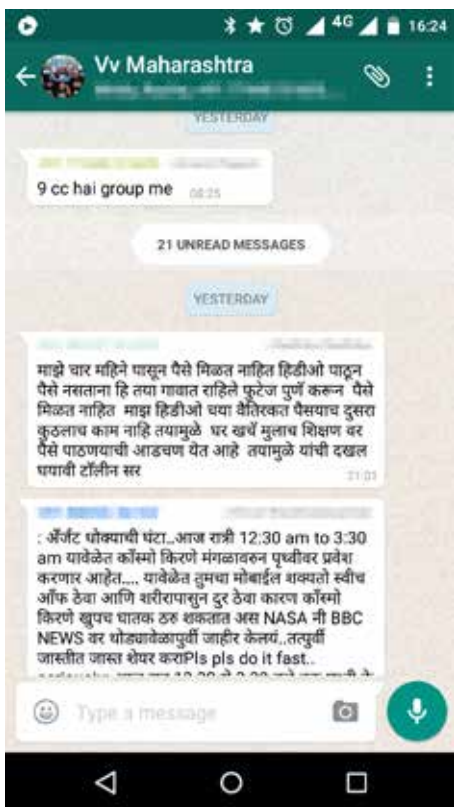 4G 16:24
Vv Maharashtra
YESTERDAY
9 cc hai group me 08:25
21 UNREAD MESSAGES
YESTERDAY
माझे चार महिने पासून पैसे मिळत नाहित हिडीओ पाठून
पैसे नसताना हि तया गावात राहिले फुटेज पुर्ण करून पैसे
मिळत नाहित माझ हिडीओ चया वैतिरकत पैसयाच दुसरा
कुठलाच काम नाहि तयामुळे घर खर्च मुलाच शिक्षण वर
पैसे पाठणयाची आडचण येत आहे तयामुळे यांची दखल
घयावी टॉलीन सर
21:01
: अँर्जट धोक्याची घंटा..आज रात्री 12:30 am to 3:30
am यावेळेत काँस्मो किरणे मंगळावरुन पृथ्वीवर प्रवेश
करणार आहेत.... यावेळेत तुमचा मोबाईल शक्यतो स्वीच
आँफ ठेवा आणि शरीरापासुन दुर ठेवा कारण काँस्मो
किरणे खुपच घातक ठरु शकतात अस NASA नी BBC
NEWS वर थोड्यावेळापुर्वी जाहीर केलयं..तत्पुर्वी
जास्तीत जास्त शेयर कराPls pls do it fast..
Type a message